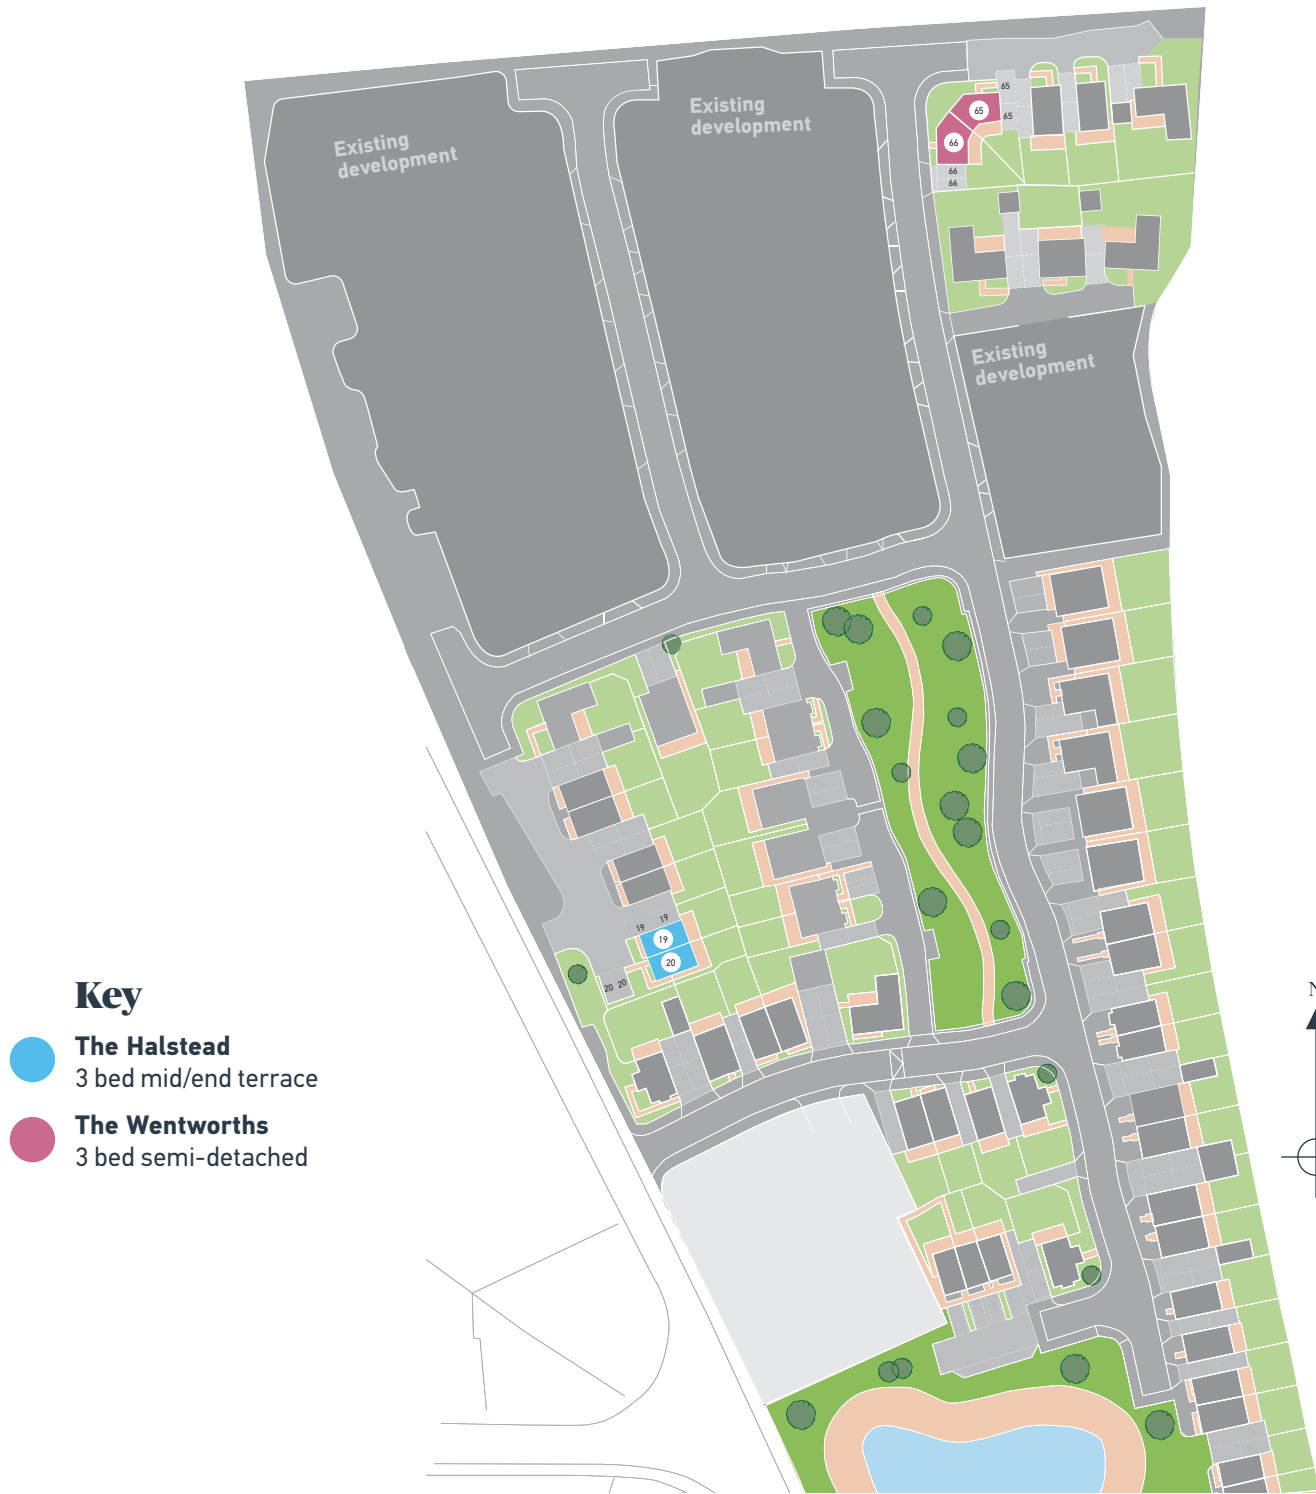 Existing
development
Existing
development
65
65
65
66
66
66
Existing
development
19
19
19
20
20
20
Key
The Halstead
3 bed mid/end terrace
The Wentworths
3 bed semi-detached
N